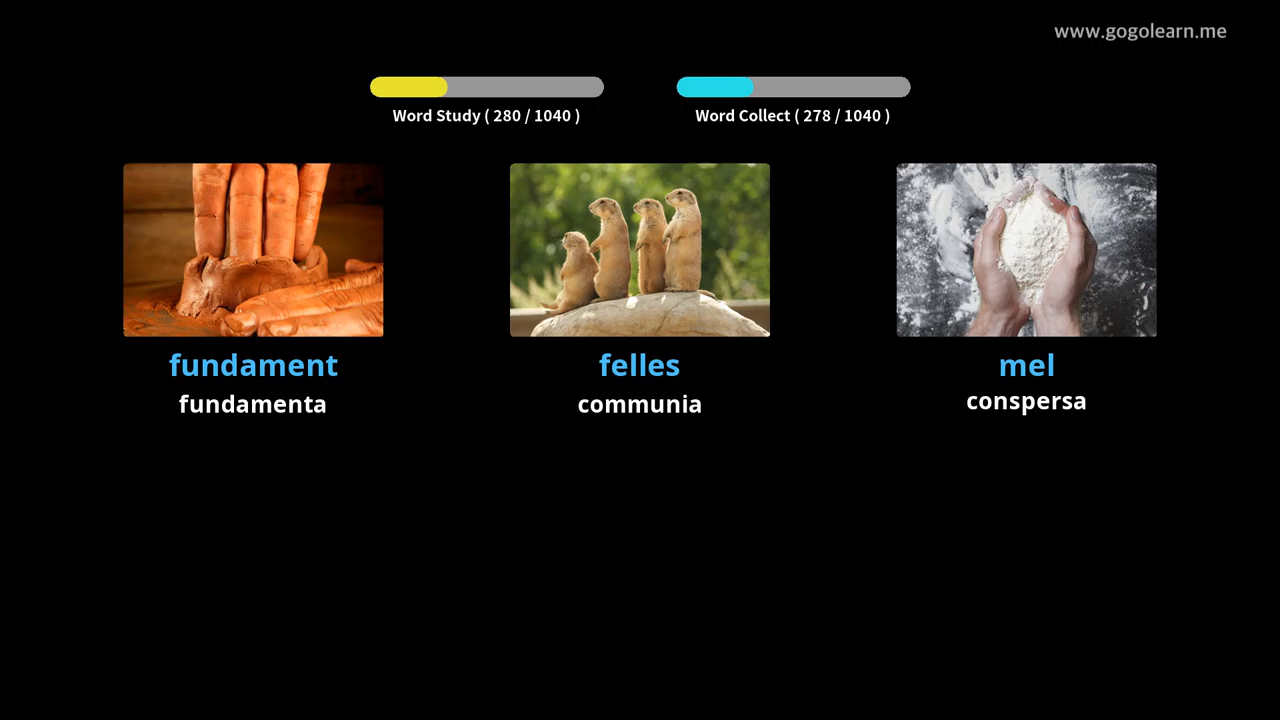 www.gogolearn.me
Word Study ( 280 / 1040 )
Word Collect ( 278 / 1040 )
fundament
fundamenta
felles
communia
mel
conspersa